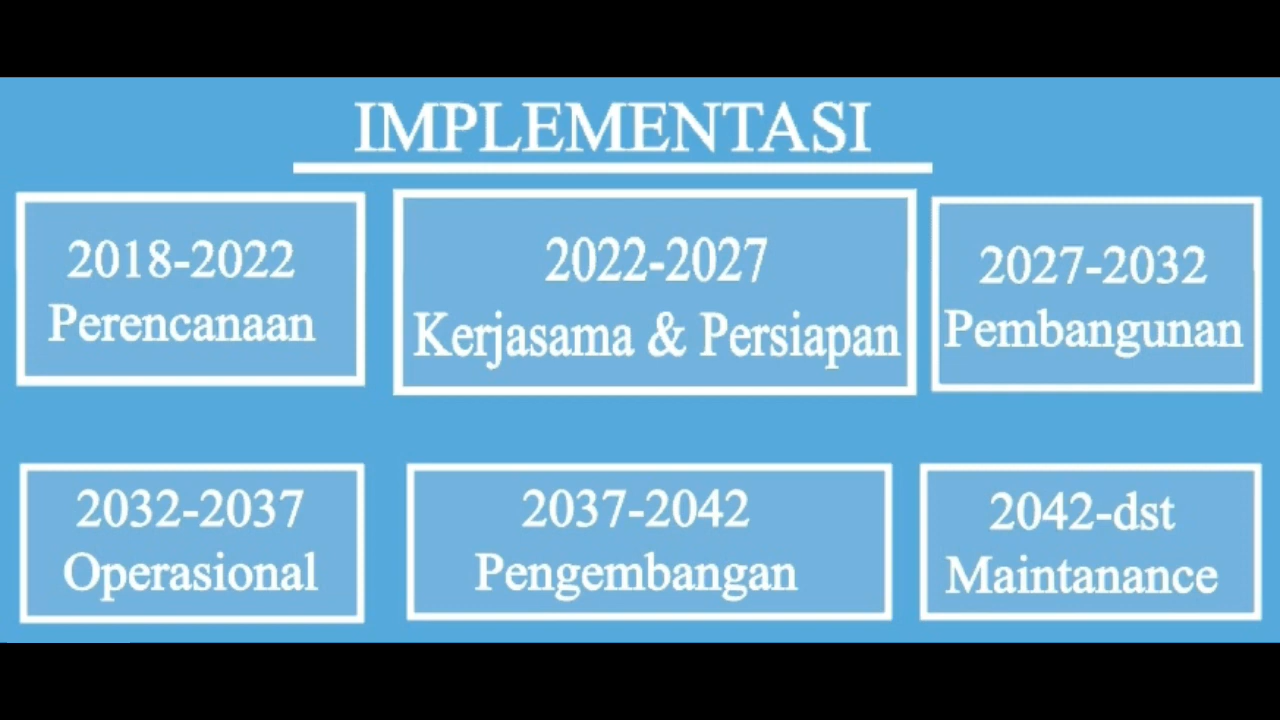 IMPLEMENTASI
2018-2022
Perencanaan
2022-2027
Kerjasama & Persiapan
2027-2032
Pembangunan
2032-2037
Operasional
2037-2042
Pengembangan
2042-dst
Maintanance